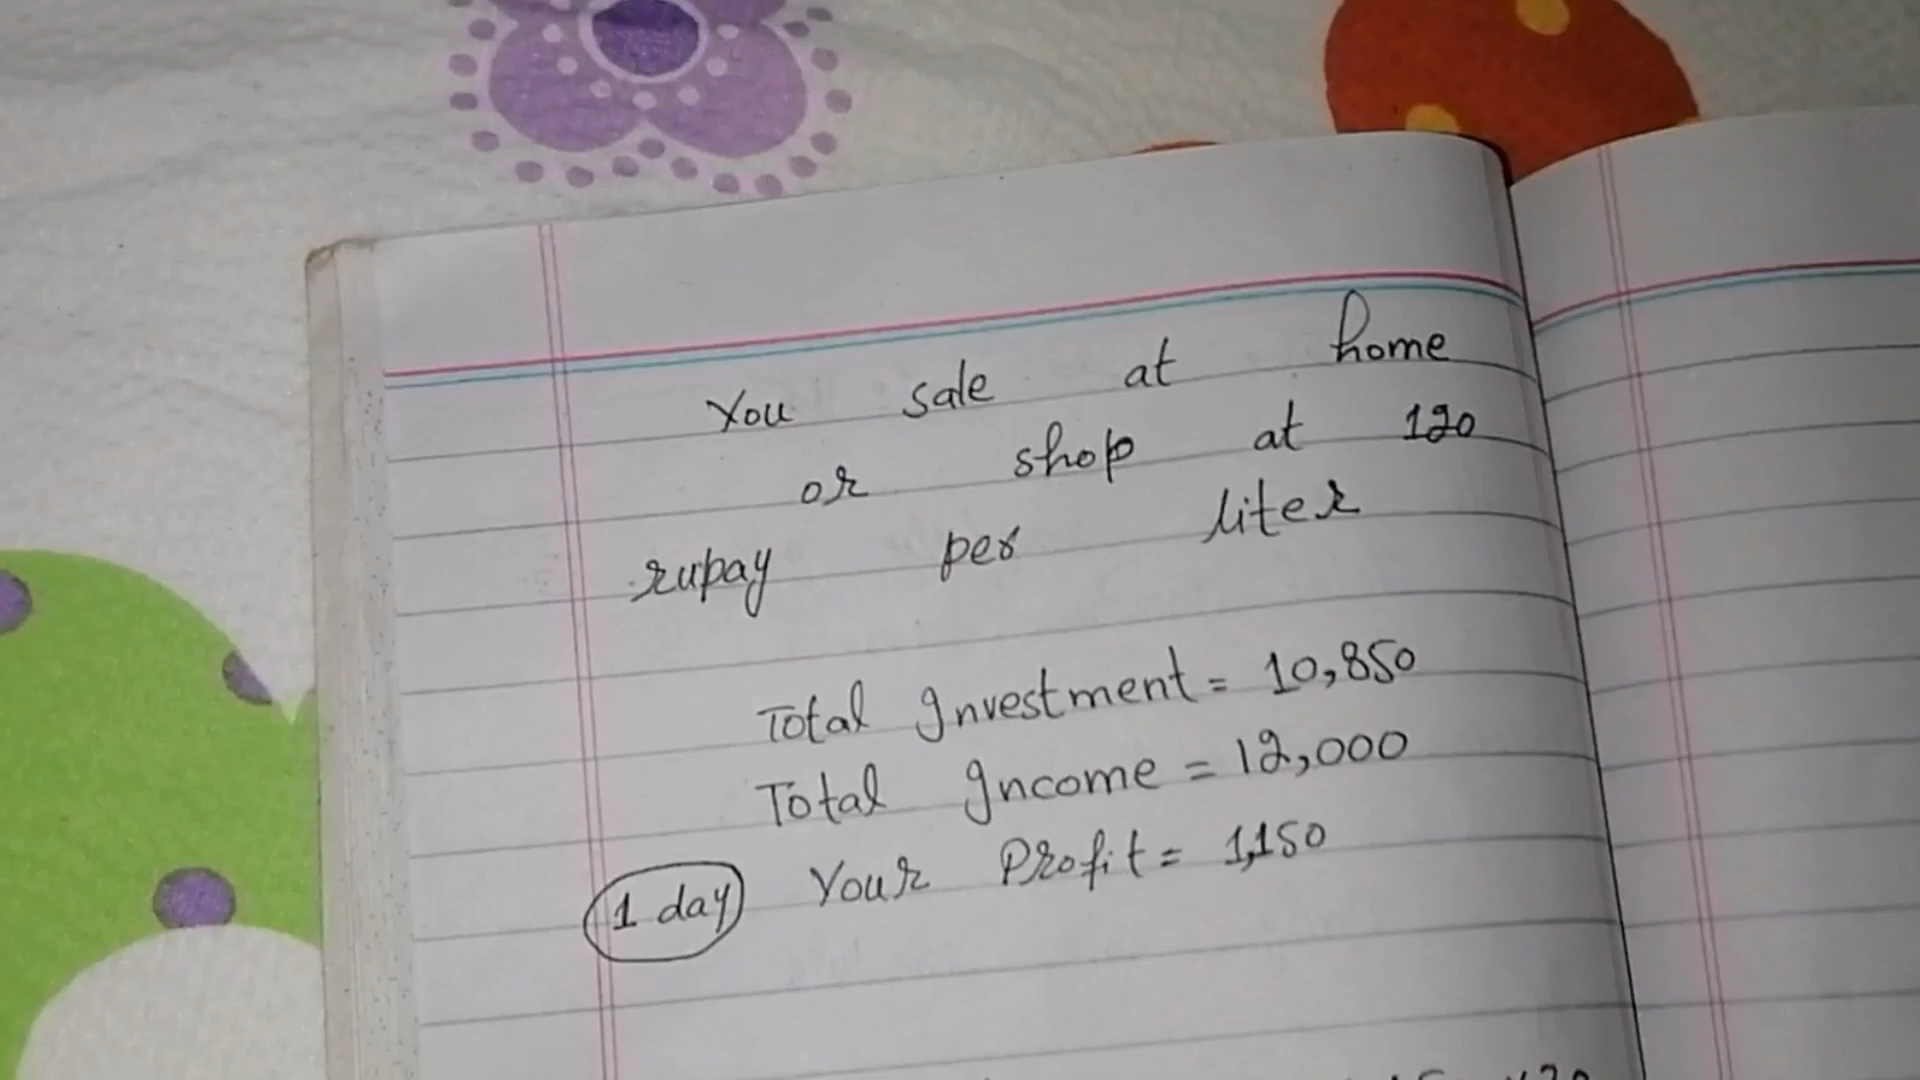 You sale at home
or shop at 120
rupay per liter
Total Investment = 10,850
Total Income = 12,000
1 day Your Profit = 1,150